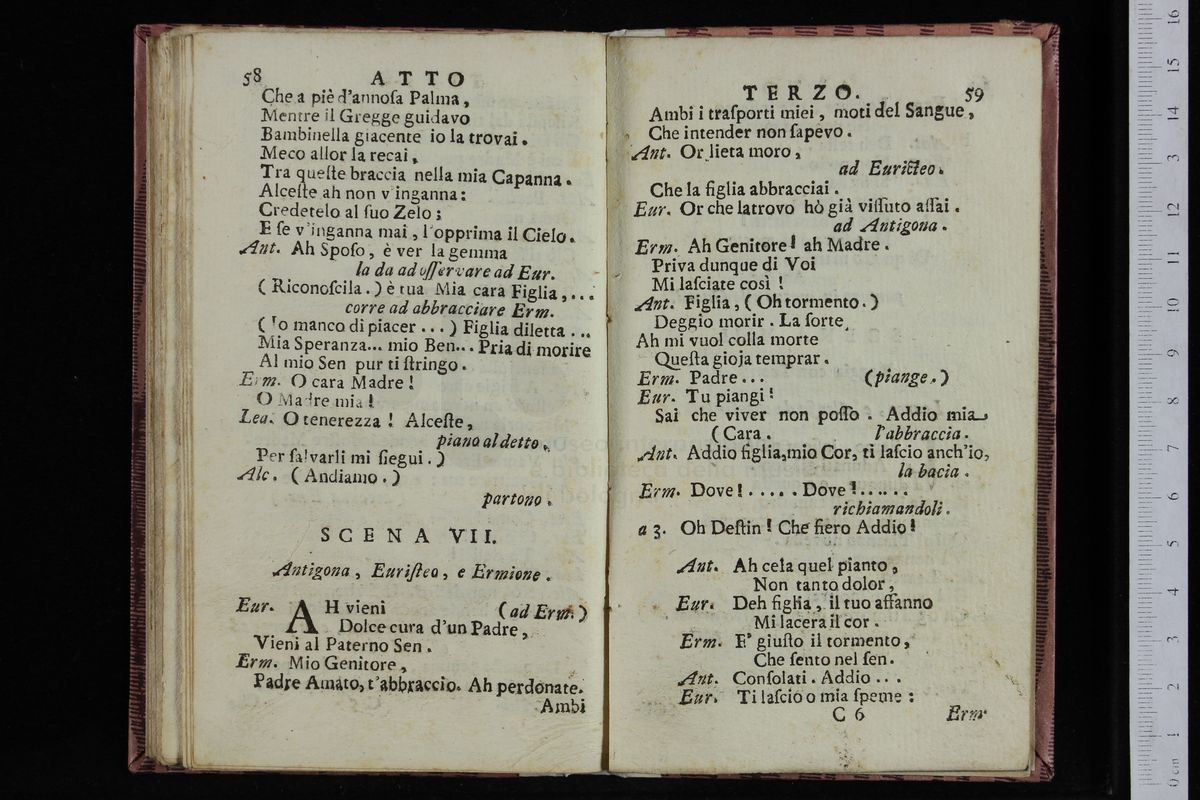 58 ATTO
Che a piè d'annoſa Palma,
Mentre il Gregge guidavo
Bambinella giacente io la trovai.
Meco allor la recai,
Tra queſte braccia nella mia Capanna.
Alceſte ah non v inganna:
Credetelo al ſuo Zelo;
E ſe v'inganna mai, l'opprima il Cielo.
Ant. Ah Spoſo, è ver la gemma
la da ad oſſervare ad Eur.
(Riconoſcila.) è tua Mia cara Figlia,...
corre ad abbracciare Erm.
(Io manco di piacer...) Figlia diletta...
Mia Speranza... mio Ben... Pria di morire
Al mio Sen pur ti ſtringo.
Erm. O cara Madre!
O Madre mia!
Lea. O tenerezza! Alceſte,
piano al detto.
Per ſalvarli mi ſiegui.)
Alc. (Andiamo.)
partono.
SCENA VII.
Antigona, Euriſteo, e Ermione.
Eur. AH vieni (ad Erm.)
Dolce cura d'un Padre,
Vieni al Paterno Sen.
Erm. Mio Genitore,
Padre Amato, t'abbraccio. Ah perdonate.
Ambi
TERZO. 59
Ambi i traſporti miei, moti del Sangue,
Che intender non ſapevo.
Ant. Or lieta moro,
ad Euriſteo.
Che la figlia abbracciai.
Eur. Or che latrovo hò già viſſuto aſſai.
ad Antigona.
Erm. Ah Genitore! ah Madre.
Priva dunque di Voi
Mi laſciate così!
Ant. Figlia, (Oh tormento.)
Deggio morir. La ſorte,
Ah mi vuol colla morte
Queſta gioja temprar.
Erm. Padre... (piange.)
Eur. Tu piangi!
Sai che viver non poſſo. Addio mia
(Cara. l'abbraccia.
Ant. Addio figlia, mio Cor, ti laſcio anch'io,
la bacia.
Erm. Dove!..... Dove!......
richiamandoli.
a 3. Oh Deſtin! Che fiero Addio!
Ant. Ah cela quel pianto,
Non tanto dolor,
Eur. Deh figlia, il tuo affanno
Mi lacera il cor.
Erm. E' giuſto il tormento,
Che ſento nel ſen.
Ant. Conſolati. Addio...
Eur. Ti laſcio o mia ſpeme:
C 6 Erm